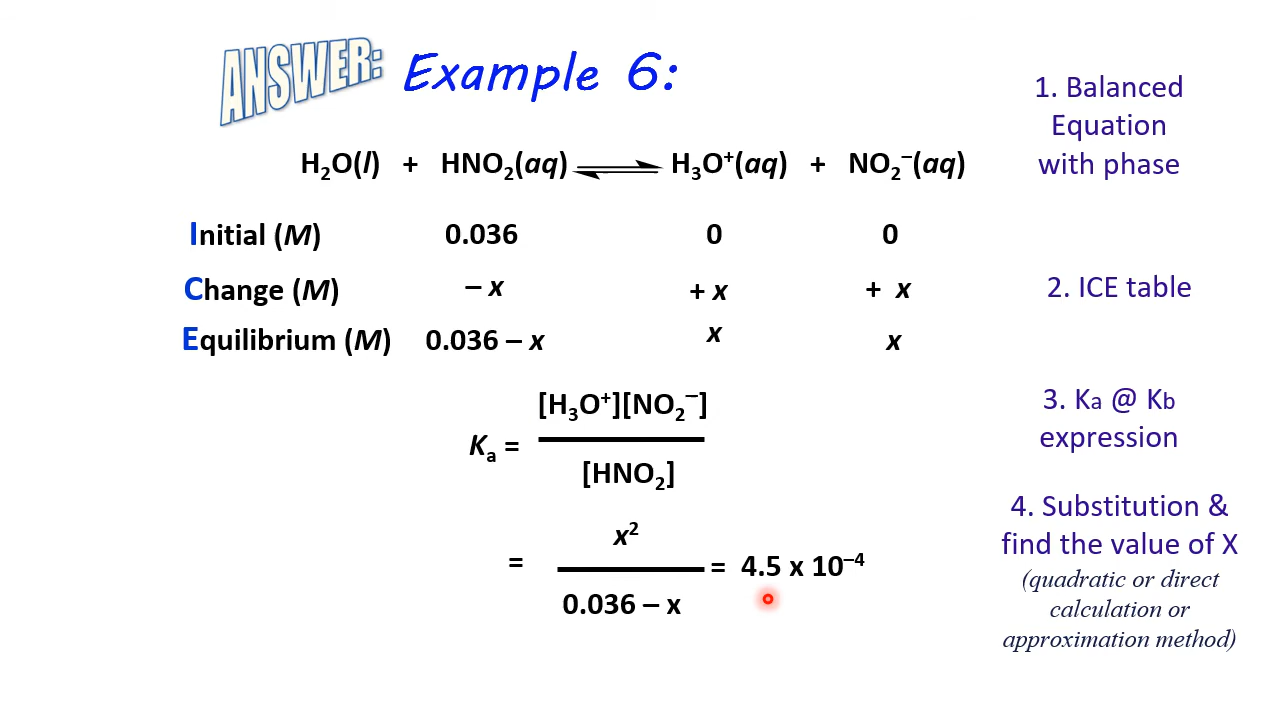 ANSWER: Example 6:
1. Balanced
Equation
with phase
H₂O(l) + HNO₂(aq) ⇌ H₃O⁺(aq) + NO₂⁻(aq)
Initial (M) 0.036 0 0
Change (M) – x + x + x
2. ICE table
Equilibrium (M) 0.036 – x x x
3. Ka @ Kb
expression
[H₃O⁺][NO₂⁻]
Kₐ =
[HNO₂]
4. Substitution &
find the value of X
(quadratic or direct
calculation or
approximation method)
x²
= = 4.5 x 10⁻⁴
0.036 – x